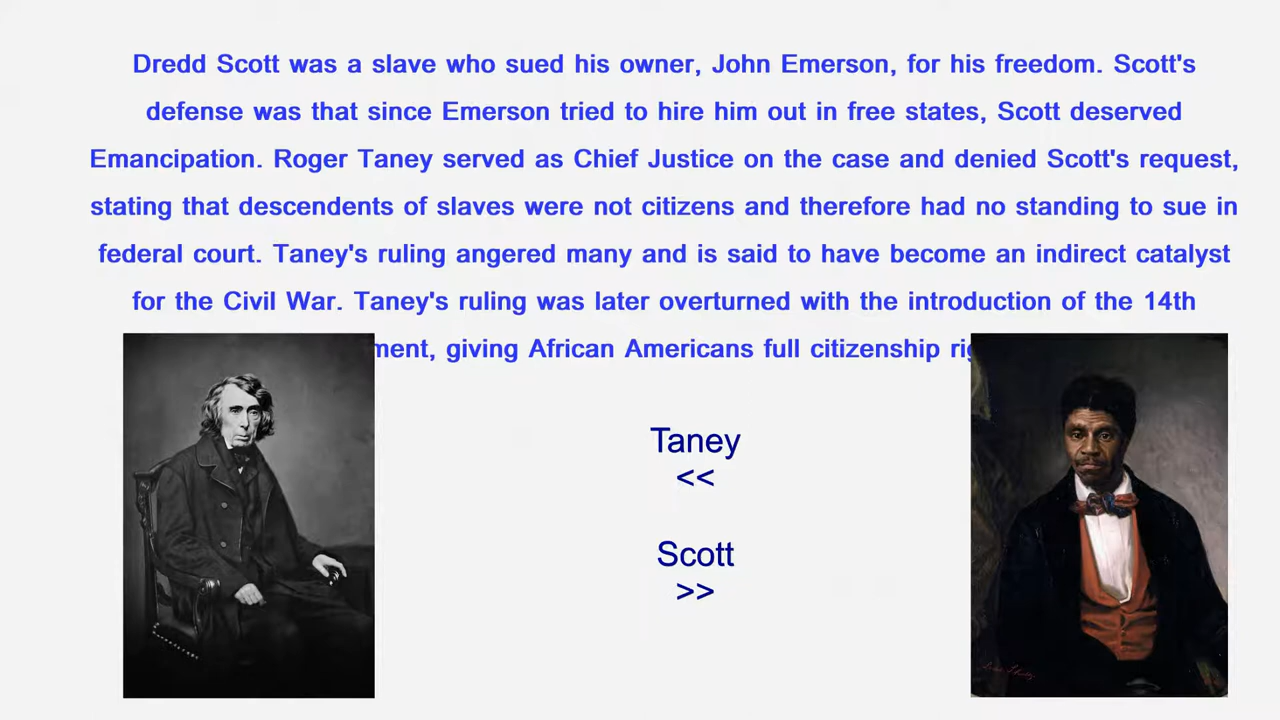 Dredd Scott was a slave who sued his owner, John Emerson, for his freedom. Scott's
defense was that since Emerson tried to hire him out in free states, Scott deserved
Emancipation. Roger Taney served as Chief Justice on the case and denied Scott's request,
stating that descendents of slaves were not citizens and therefore had no standing to sue in
federal court. Taney's ruling angered many and is said to have become an indirect catalyst
for the Civil War. Taney's ruling was later overturned with the introduction of the 14th
ment, giving African Americans full citizenship
Taney
<<
Scott
>>